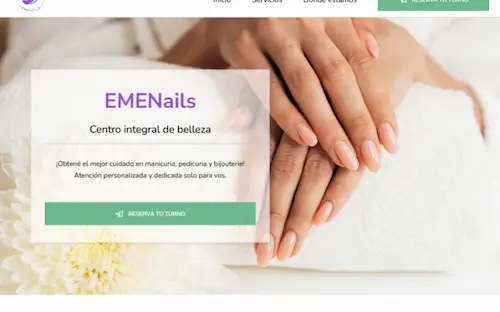 Inicio
Servicios
Dónde estamos
RESERVÁ TU TURNO
EMENails
Centro integral de belleza
¡Obtené el mejor cuidado en manicuria, pedicuria y bijouterie!
Atención personalizada y dedicada solo para vos.
RESERVÁ TU TURNO